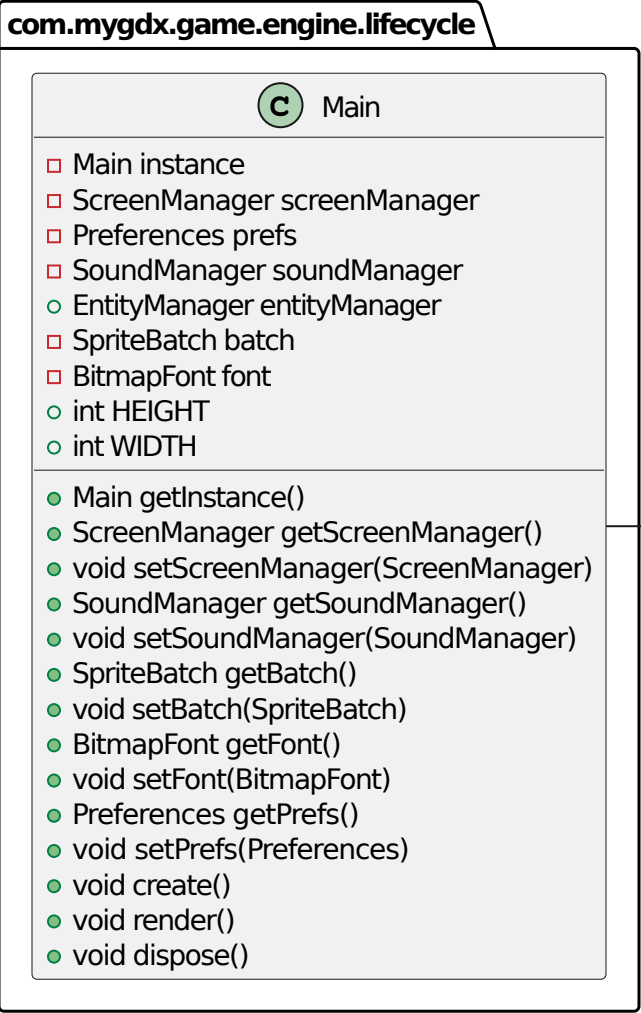 com.mygdx.game.engine.lifecycle
C Main
Main instance
ScreenManager screenManager
Preferences prefs
SoundManager soundManager
EntityManager entityManager
SpriteBatch batch
BitmapFont font
int HEIGHT
int WIDTH
Main getInstance()
ScreenManager getScreenManager()
void setScreenManager(ScreenManager)
SoundManager getSoundManager()
void setSoundManager(SoundManager)
SpriteBatch getBatch()
void setBatch(SpriteBatch)
BitmapFont getFont()
void setFont(BitmapFont)
Preferences getPrefs()
void setPrefs(Preferences)
void create()
void render()
void dispose()